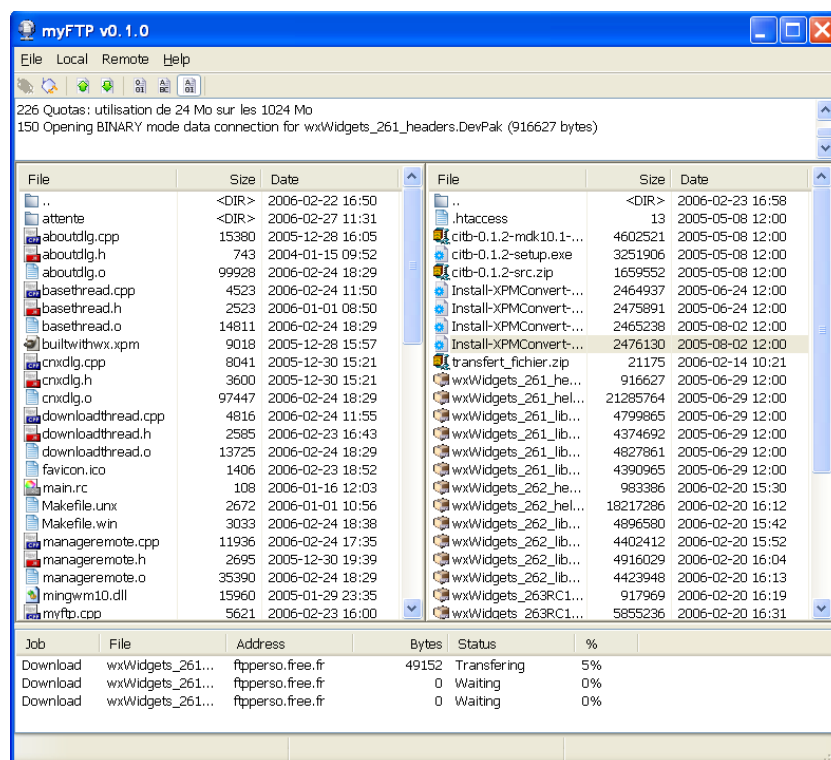 myFTP v0.1.0
File Local Remote Help
226 Quotas: utilisation de 24 Mo sur les 1024 Mo
150 Opening BINARY mode data connection for wxWidgets_261_headers.DevPak (916627 bytes)
File Size Date
.. <DIR> 2006-02-22 16:50
attente <DIR> 2006-02-27 11:31
aboutdlg.cpp 15380 2005-12-28 16:05
aboutdlg.h 743 2004-01-15 09:52
aboutdlg.o 99928 2006-02-24 18:29
basethread.cpp 4523 2006-02-24 11:50
basethread.h 2523 2006-01-01 08:50
basethread.o 14811 2006-02-24 18:29
builtwithwx.xpm 9018 2005-12-28 15:57
cnxdlg.cpp 8041 2005-12-30 15:21
cnxdlg.h 3600 2005-12-30 15:21
cnxdlg.o 97447 2006-02-24 18:29
downloadthread.cpp 4816 2006-02-24 11:55
downloadthread.h 2585 2006-02-23 16:43
downloadthread.o 13725 2006-02-24 18:29
favicon.ico 1406 2006-02-23 18:52
main.rc 108 2006-01-16 12:03
Makefile.unx 2672 2006-01-01 10:56
Makefile.win 3033 2006-02-24 18:38
manageremote.cpp 11936 2006-02-24 17:35
manageremote.h 2695 2005-12-30 19:39
manageremote.o 35390 2006-02-24 18:29
mingwm10.dll 15960 2005-01-29 23:35
myftp.cpp 5621 2006-02-23 16:00
File Size Date
.. <DIR> 2006-02-23 16:58
.htaccess 13 2005-05-08 12:00
citb-0.1.2-mdk10.1-... 4602521 2005-05-08 12:00
citb-0.1.2-setup.exe 3251906 2005-05-08 12:00
citb-0.1.2-src.zip 1659552 2005-05-08 12:00
Install-XPMConvert-... 2464937 2005-06-24 12:00
Install-XPMConvert-... 2475891 2005-06-24 12:00
Install-XPMConvert-... 2465238 2005-08-02 12:00
Install-XPMConvert-... 2476130 2005-08-02 12:00
transfert_fichier.zip 21175 2006-02-14 10:21
wxWidgets_261_he... 916627 2005-06-29 12:00
wxWidgets_261_hel... 21285764 2005-06-29 12:00
wxWidgets_261_lib... 4799865 2005-06-29 12:00
wxWidgets_261_lib... 4374692 2005-06-29 12:00
wxWidgets_261_lib... 4827861 2005-06-29 12:00
wxWidgets_261_lib... 4390965 2005-06-29 12:00
wxWidgets_262_he... 983386 2006-02-20 15:30
wxWidgets_262_hel... 18217286 2006-02-20 16:12
wxWidgets_262_lib... 4896580 2006-02-20 15:42
wxWidgets_262_lib... 4402412 2006-02-20 15:52
wxWidgets_262_lib... 4916029 2006-02-20 16:04
wxWidgets_262_lib... 4423948 2006-02-20 16:13
wxWidgets_263RC1... 917969 2006-02-20 16:19
wxWidgets_263RC1... 5855236 2006-02-20 16:31
Job File Address Bytes Status %
Download wxWidgets_261... ftpperso.free.fr 49152 Transfering 5%
Download wxWidgets_261... ftpperso.free.fr 0 Waiting 0%
Download wxWidgets_261... ftpperso.free.fr 0 Waiting 0%